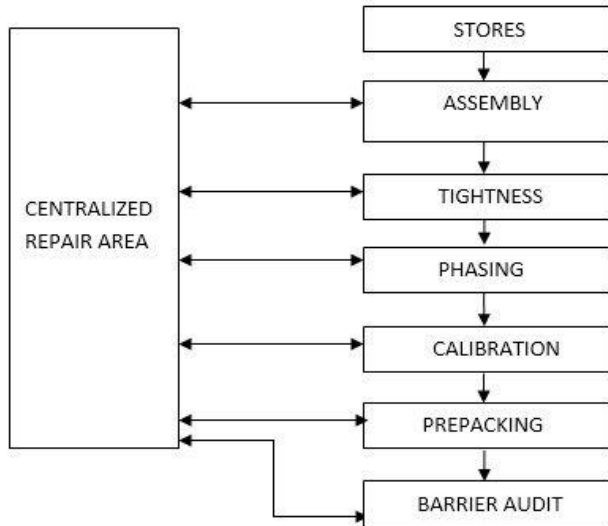 STORES
ASSEMBLY
TIGHTNESS
CENTRALIZED
REPAIR AREA
PHASING
CALIBRATION
PREPACKING
BARRIER AUDIT